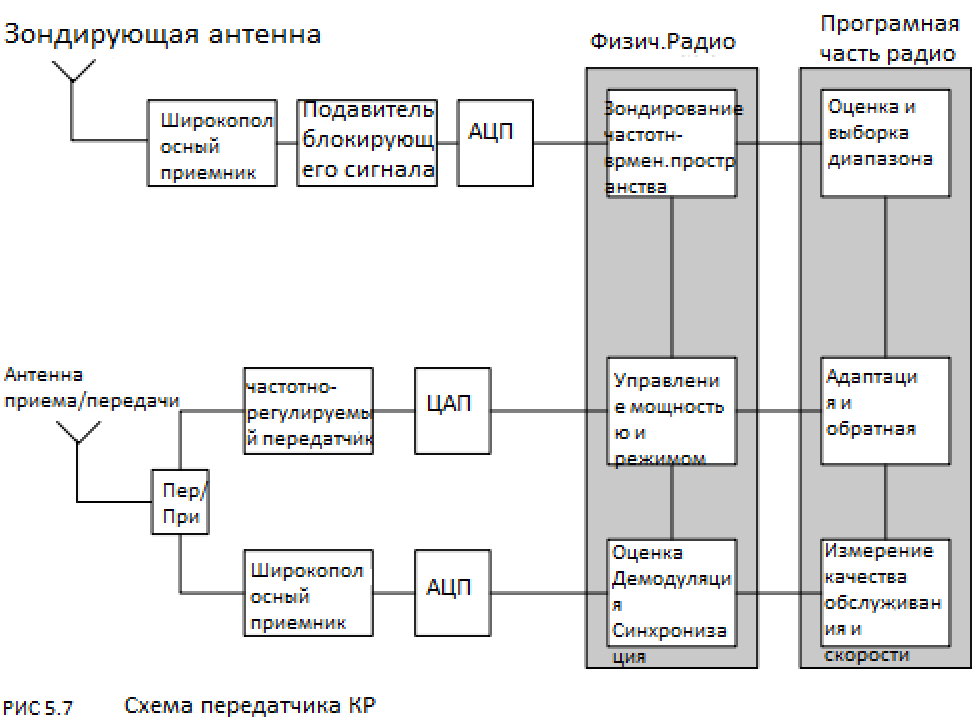 Зондирующая антенна
Физич.Радио
Програмная
часть радио
Широкопол
осный
приемник
Подавитель
блокирующ
его сигнала
АЦП
Зондирование
частотн-
врмен.простр
анства
Оценка и
выборка
диапазона
Антенна
приема/передачи
частотно-
регулируемы
й передатчик
ЦАП
Управлени
е мощность
ю и
режимом
Адаптаци
я и
обратная
Пер/
При
Широкопол
осный
приемник
АЦП
Оценка
Демодуляци
я
Синхрониза
ция
Измерение
качества
обслуживан
ия и
скорости
РИС 5.7 Схема передатчика КР